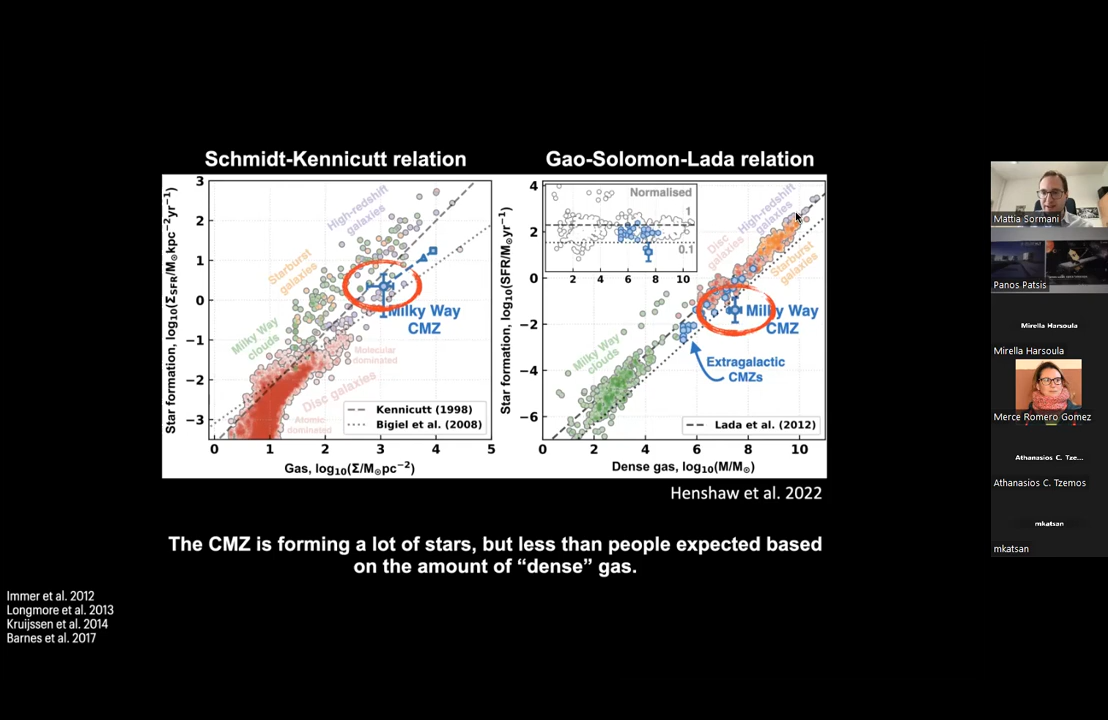 Schmidt-Kennicutt relation
Gao-Solomon-Lada relation
Star formation, log₁₀(Σ_SFR/M⊙kpc⁻²yr⁻¹)
3
2
1
0
−1
−2
−3
High-redshift
galaxies
Starburst
galaxies
Milky Way
clouds
Milky Way
CMZ
Molecular
dominated
Disc galaxies
Atomic
dominated
Kennicutt (1998)
Bigiel et al. (2008)
0
1
2
3
4
5
Gas, log₁₀(Σ/M⊙pc⁻²)
Star formation, log₁₀(SFR/M⊙yr⁻¹)
4
2
0
−2
−4
−6
Normalised
1
0.1
2
4
6
8
10
High-redshift
galaxies
Disc
galaxies
Starburst
galaxies
Milky Way
CMZ
Milky Way
clouds
Extragalactic
CMZs
Lada et al. (2012)
0
2
4
6
8
10
Dense gas, log₁₀(M/M⊙)
Henshaw et al. 2022
The CMZ is forming a lot of stars, but less than people expected based
on the amount of “dense” gas.
Immer et al. 2012
Longmore et al. 2013
Kruijssen et al. 2014
Barnes et al. 2017
Mattia Sormani
Panos Patsis
Mirella Harsoula
Mirella Harsoula
Merce Romero Gomez
Athanasios C. Tze...
Athanasios C. Tzemos
mkatsan
mkatsan